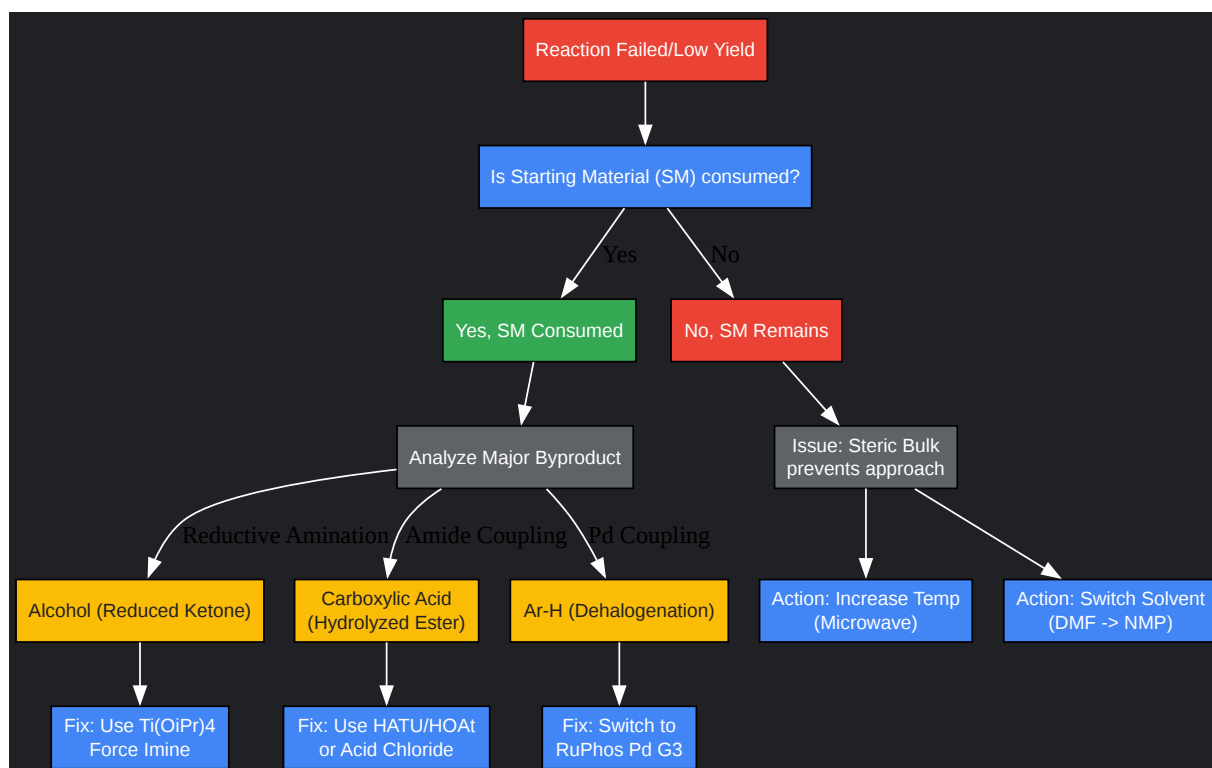 Reaction Failed/Low Yield
Is Starting Material (SM) consumed?
Yes
No
Yes, SM Consumed
No, SM Remains
Analyze Major Byproduct
Issue: Steric Bulk
prevents approach
Reductive Amination
Amide Coupling
Pd Coupling
Alcohol (Reduced Ketone)
Carboxylic Acid
(Hydrolyzed Ester)
Ar-H (Dehalogenation)
Action: Increase Temp
(Microwave)
Action: Switch Solvent
(DMF -> NMP)
Fix: Use Ti(OiPr)4
Force Imine
Fix: Use HATU/HOAt
or Acid Chloride
Fix: Switch to
RuPhos Pd G3